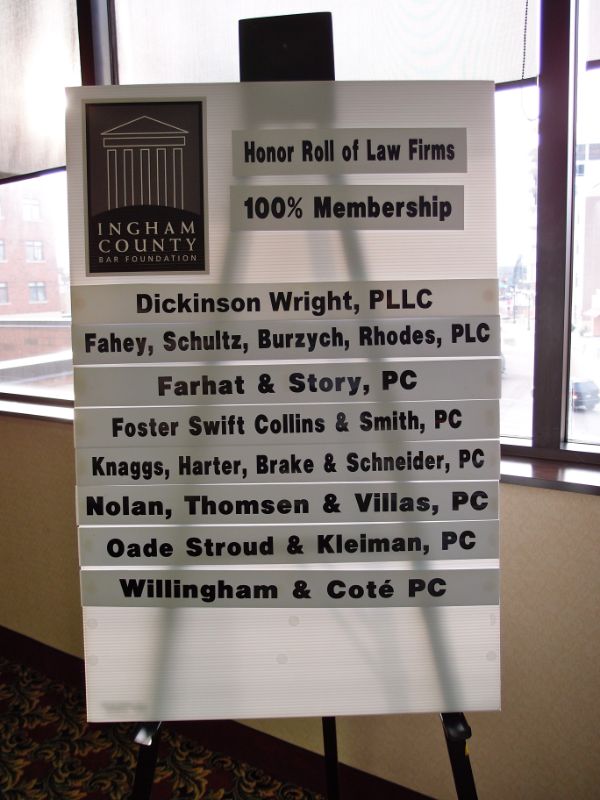 INGHAM
COUNTY
BAR FOUNDATION
Honor Roll of Law Firms
100% Membership
Dickinson Wright, PLLC
Fahey, Schultz, Burzych, Rhodes, PLC
Farhat & Story, PC
Foster Swift Collins & Smith, PC
Knaggs, Harter, Brake & Schneider, PC
Nolan, Thomsen & Villas, PC
Oade Stroud & Kleiman, PC
Willingham & Coté PC